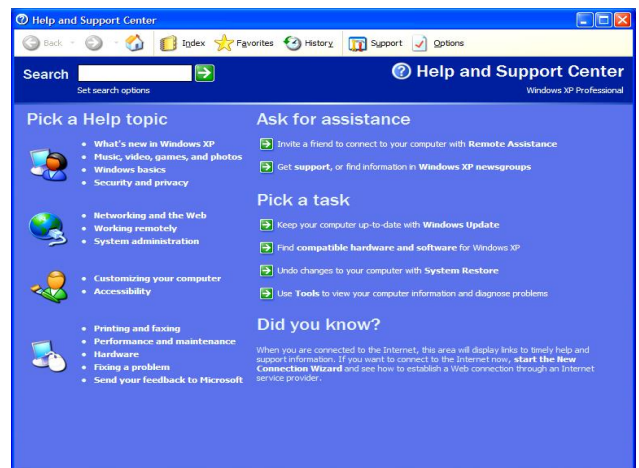 Help and Support Center
Back
Index Favorites History Support Options
Search
Set search options
Help and Support Center
Windows XP Professional
Pick a Help topic
What's new in Windows XP
Music, video, games, and photos
Windows basics
Security and privacy
Networking and the Web
Working remotely
System administration
Customizing your computer
Accessibility
Printing and faxing
Performance and maintenance
Hardware
Fixing a problem
Send your feedback to Microsoft
Ask for assistance
Invite a friend to connect to your computer with Remote Assistance
Get support, or find information in Windows XP newsgroups
Pick a task
Keep your computer up-to-date with Windows Update
Find compatible hardware and software for Windows XP
Undo changes to your computer with System Restore
Use Tools to view your computer information and diagnose problems
Did you know?
When you are connected to the Internet, this area will display links to timely help and
support information. If you want to connect to the Internet now, start the New
Connection Wizard and see how to establish a Web connection through an Internet
service provider.